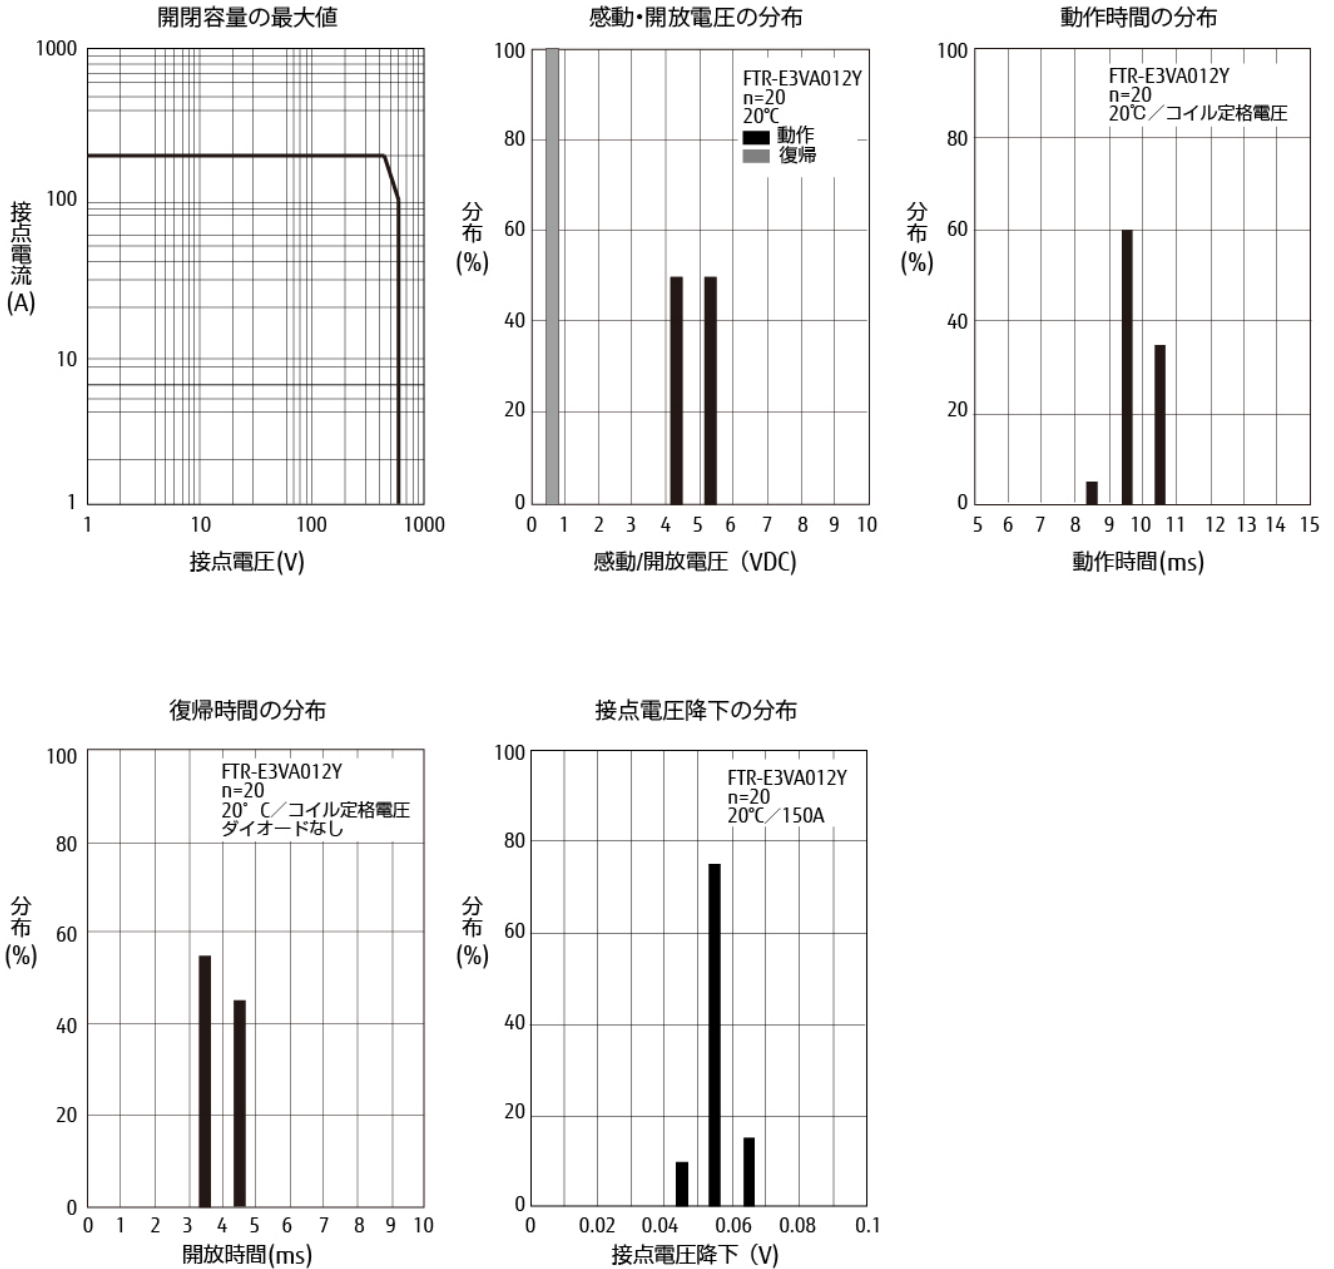 開閉容量の最大値
1000
100
10
1
接点電流(A)
1 10 100 1000
接点電圧(V)
感動・開放電圧の分布
FTR-E3VA012Y
n=20
20℃
動作
復帰
100
80
60
40
20
0
分布(%)
0 1 2 3 4 5 6 7 8 9 10
感動/開放電圧（VDC)
動作時間の分布
FTR-E3VA012Y
n=20
20℃／コイル定格電圧
100
80
60
40
20
0
分布(%)
5 6 7 8 9 10 11 12 13 14 15
動作時間(ms)
復帰時間の分布
FTR-E3VA012Y
n=20
20°C／コイル定格電圧
ダイオードなし
100
80
60
40
20
0
分布(%)
0 1 2 3 4 5 6 7 8 9 10
開放時間(ms)
接点電圧降下の分布
FTR-E3VA012Y
n=20
20℃／150A
100
80
60
40
20
0
分布(%)
0 0.02 0.04 0.06 0.08 0.1
接点電圧降下（V)